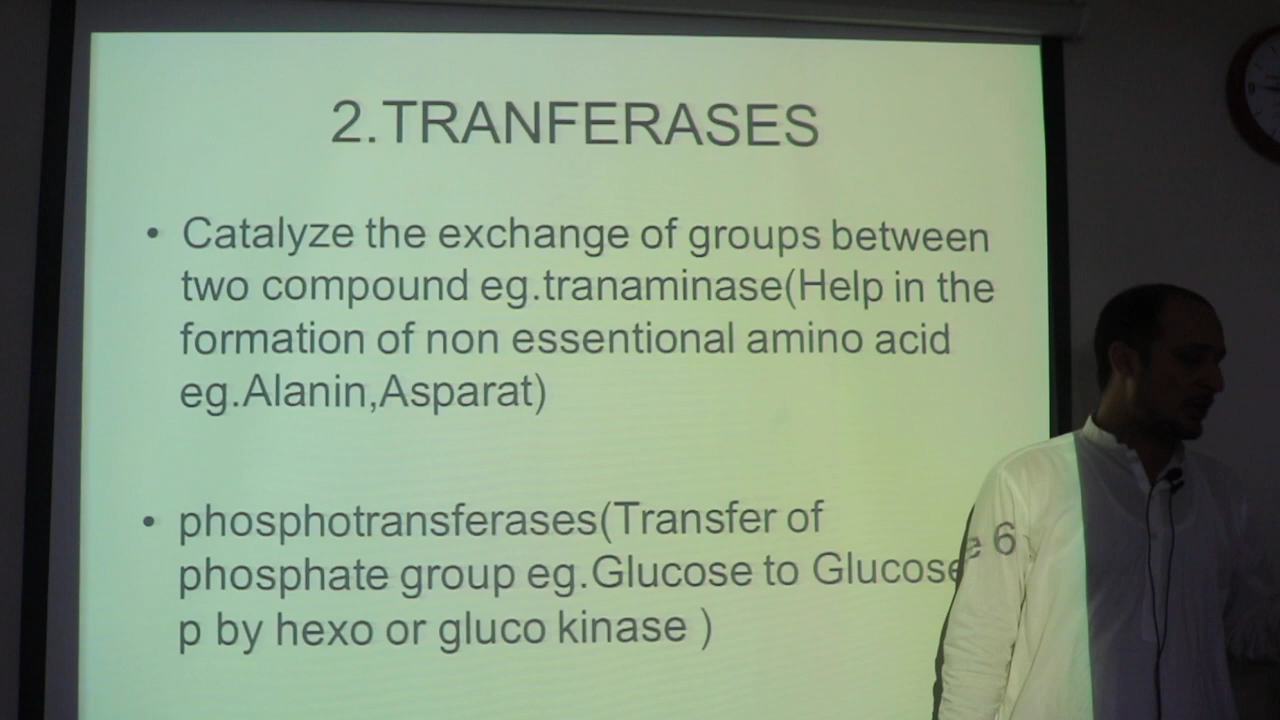 2.TRANFERASES
• Catalyze the exchange of groups between
two compound eg.tranaminase(Help in the
formation of non essentional amino acid
eg.Alanin,Asparat)
• phosphotransferases(Transfer of
phosphate group eg.Glucose to Glucose 6
p by hexo or gluco kinase )